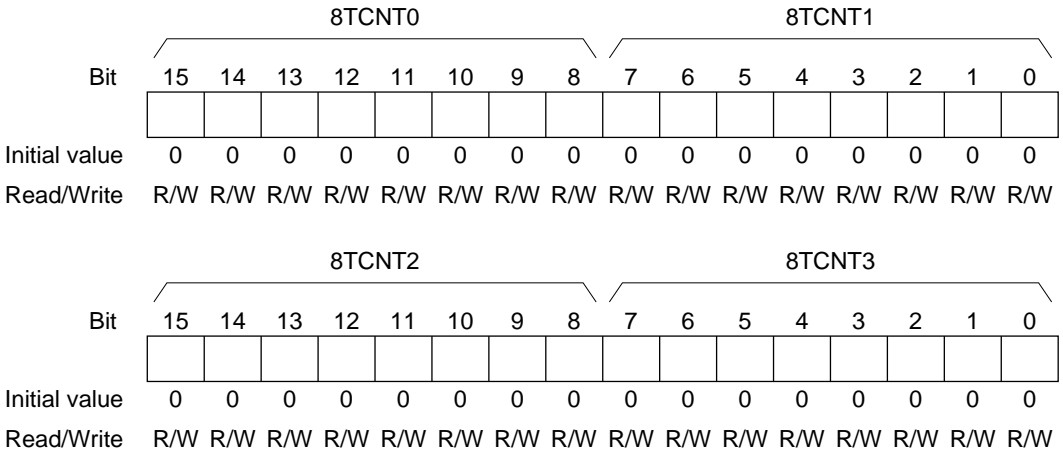 8TCNT0 8TCNT1
Bit 15 14 13 12 11 10 9 8 7 6 5 4 3 2 1 0
Initial value 0 0 0 0 0 0 0 0 0 0 0 0 0 0 0 0
Read/Write R/W R/W R/W R/W R/W R/W R/W R/W R/W R/W R/W R/W R/W R/W R/W R/W
8TCNT2 8TCNT3
Bit 15 14 13 12 11 10 9 8 7 6 5 4 3 2 1 0
Initial value 0 0 0 0 0 0 0 0 0 0 0 0 0 0 0 0
Read/Write R/W R/W R/W R/W R/W R/W R/W R/W R/W R/W R/W R/W R/W R/W R/W R/W